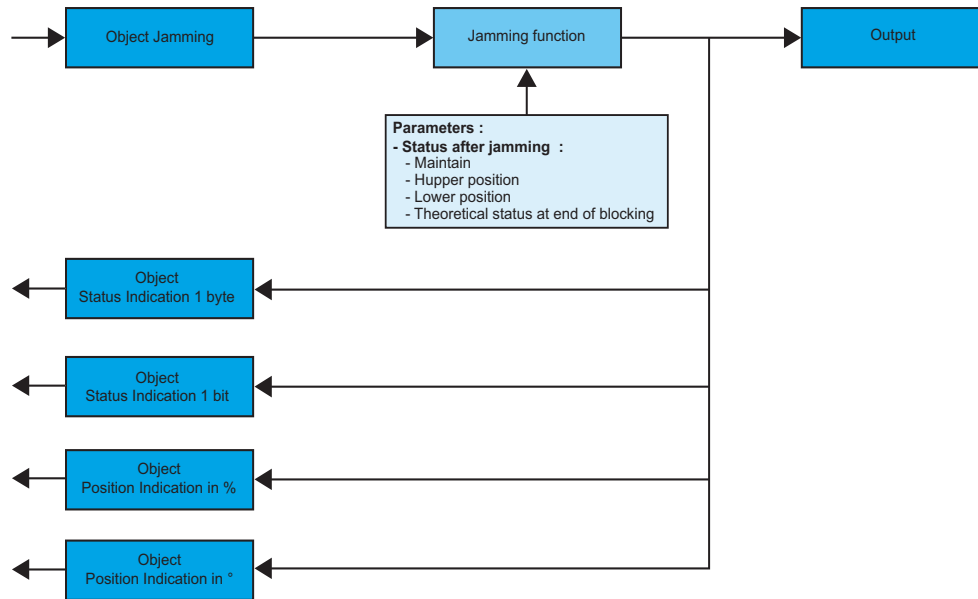 Object Jamming
Jamming function
Output
Parameters :
- Status after jamming :
- Maintain
- Hupper position
- Lower position
- Theoretical status at end of blocking
Object
Status Indication 1 byte
Object
Status Indication 1 bit
Object
Position Indication in %
Object
Position Indication in °